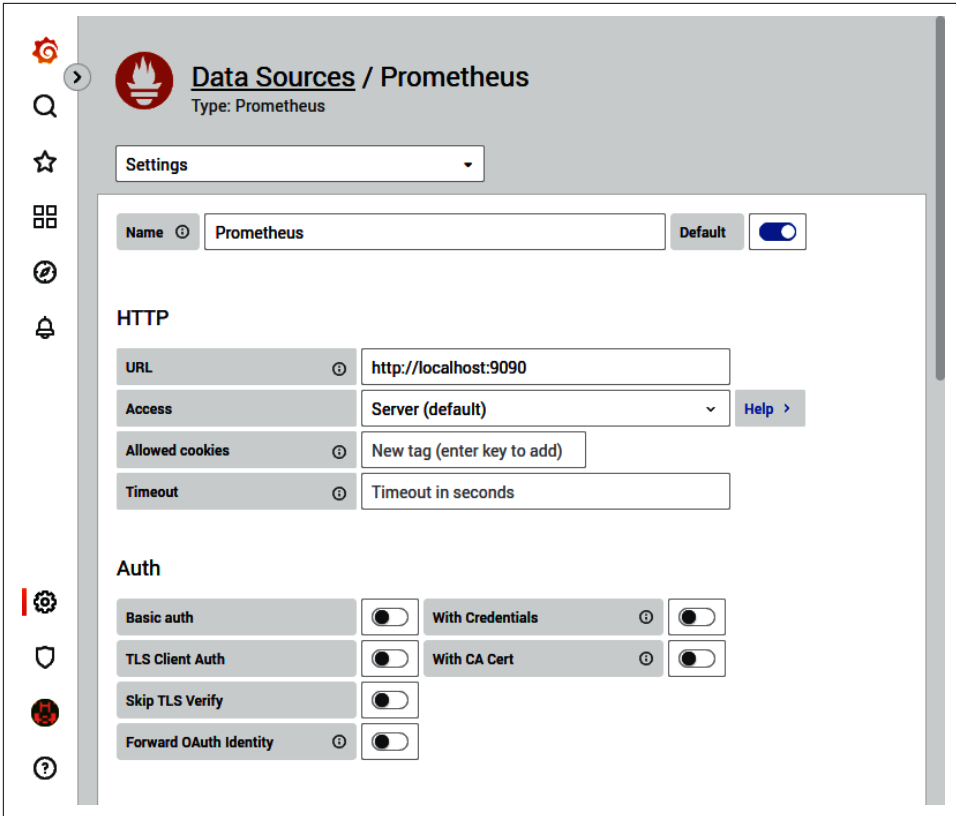 Data Sources / Prometheus
Type: Prometheus
Settings
Name Prometheus Default
HTTP
URL http://localhost:9090
Access Server (default) Help >
Allowed cookies New tag (enter key to add)
Timeout Timeout in seconds
Auth
Basic auth With Credentials
TLS Client Auth With CA Cert
Skip TLS Verify
Forward OAuth Identity